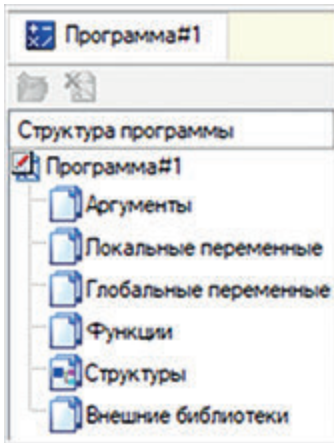 Программа#1
Структура программы
Программа#1
Аргументы
Локальные переменные
Глобальные переменные
Функции
Структуры
Внешние библиотеки